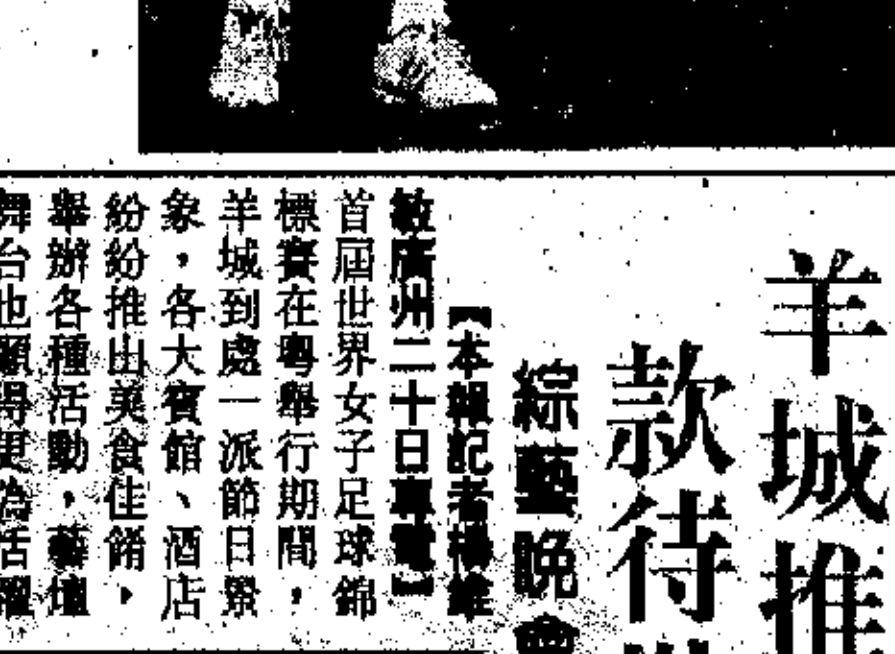 羊城推
款待
綜藝晚會
【本報記者楊維
敏廣州二十日專電】
首屆世界女子足球錦
標賽在粵舉行期間，
羊城到處一派節日景
象，各大賓館、酒店
紛紛推出美食佳餚，
舉辦各種活動，藝壇
舞台也顯得更為活躍